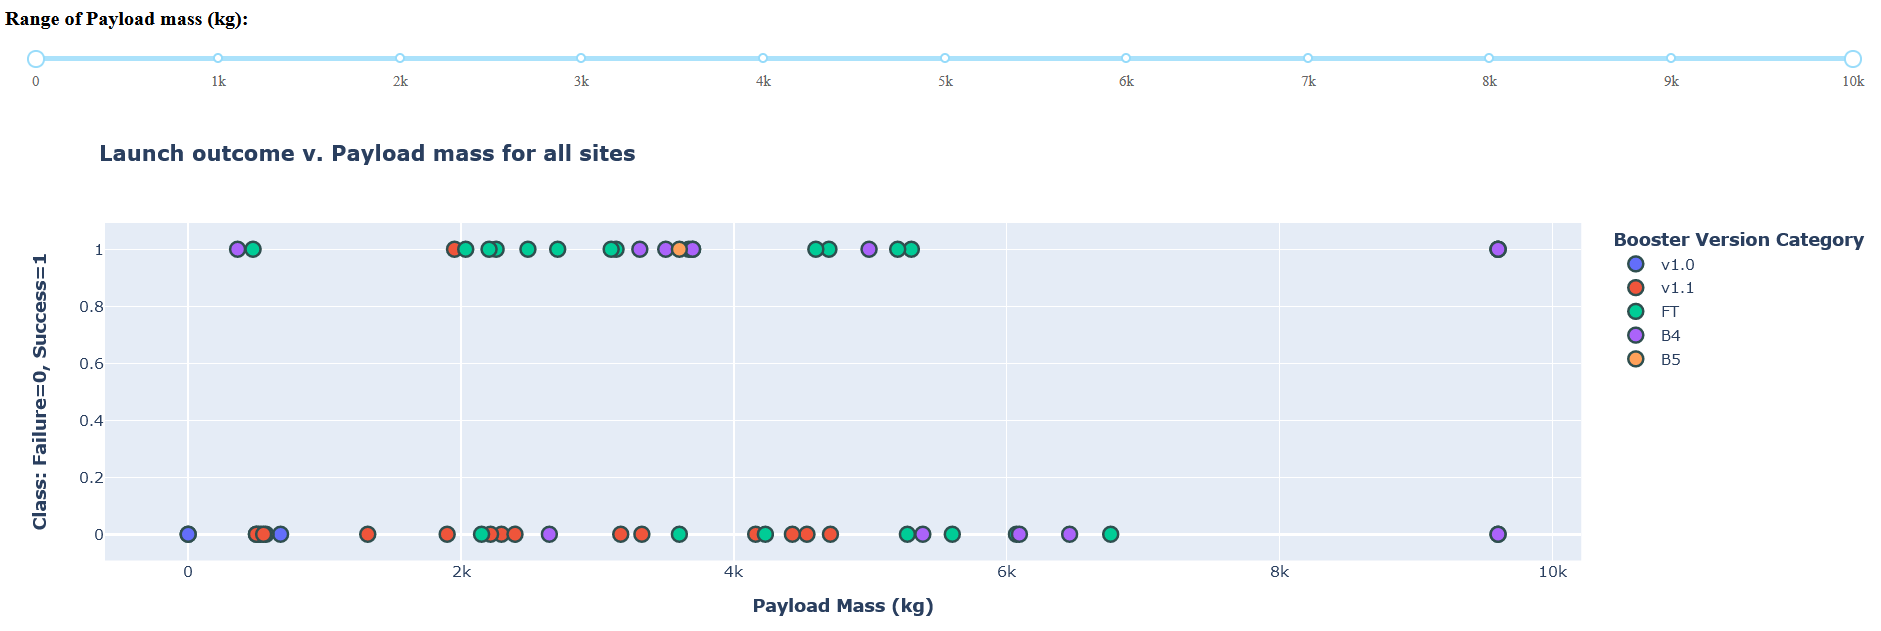 Range of Payload mass (kg):
0 1k 2k 3k 4k 5k 6k 7k 8k 9k 10k
Launch outcome v. Payload mass for all sites
Class: Failure=0, Success=1
1
0.8
0.6
0.4
0.2
0
0 2k 4k 6k 8k 10k
Payload Mass (kg)
Booster Version Category
v1.0
v1.1
FT
B4
B5